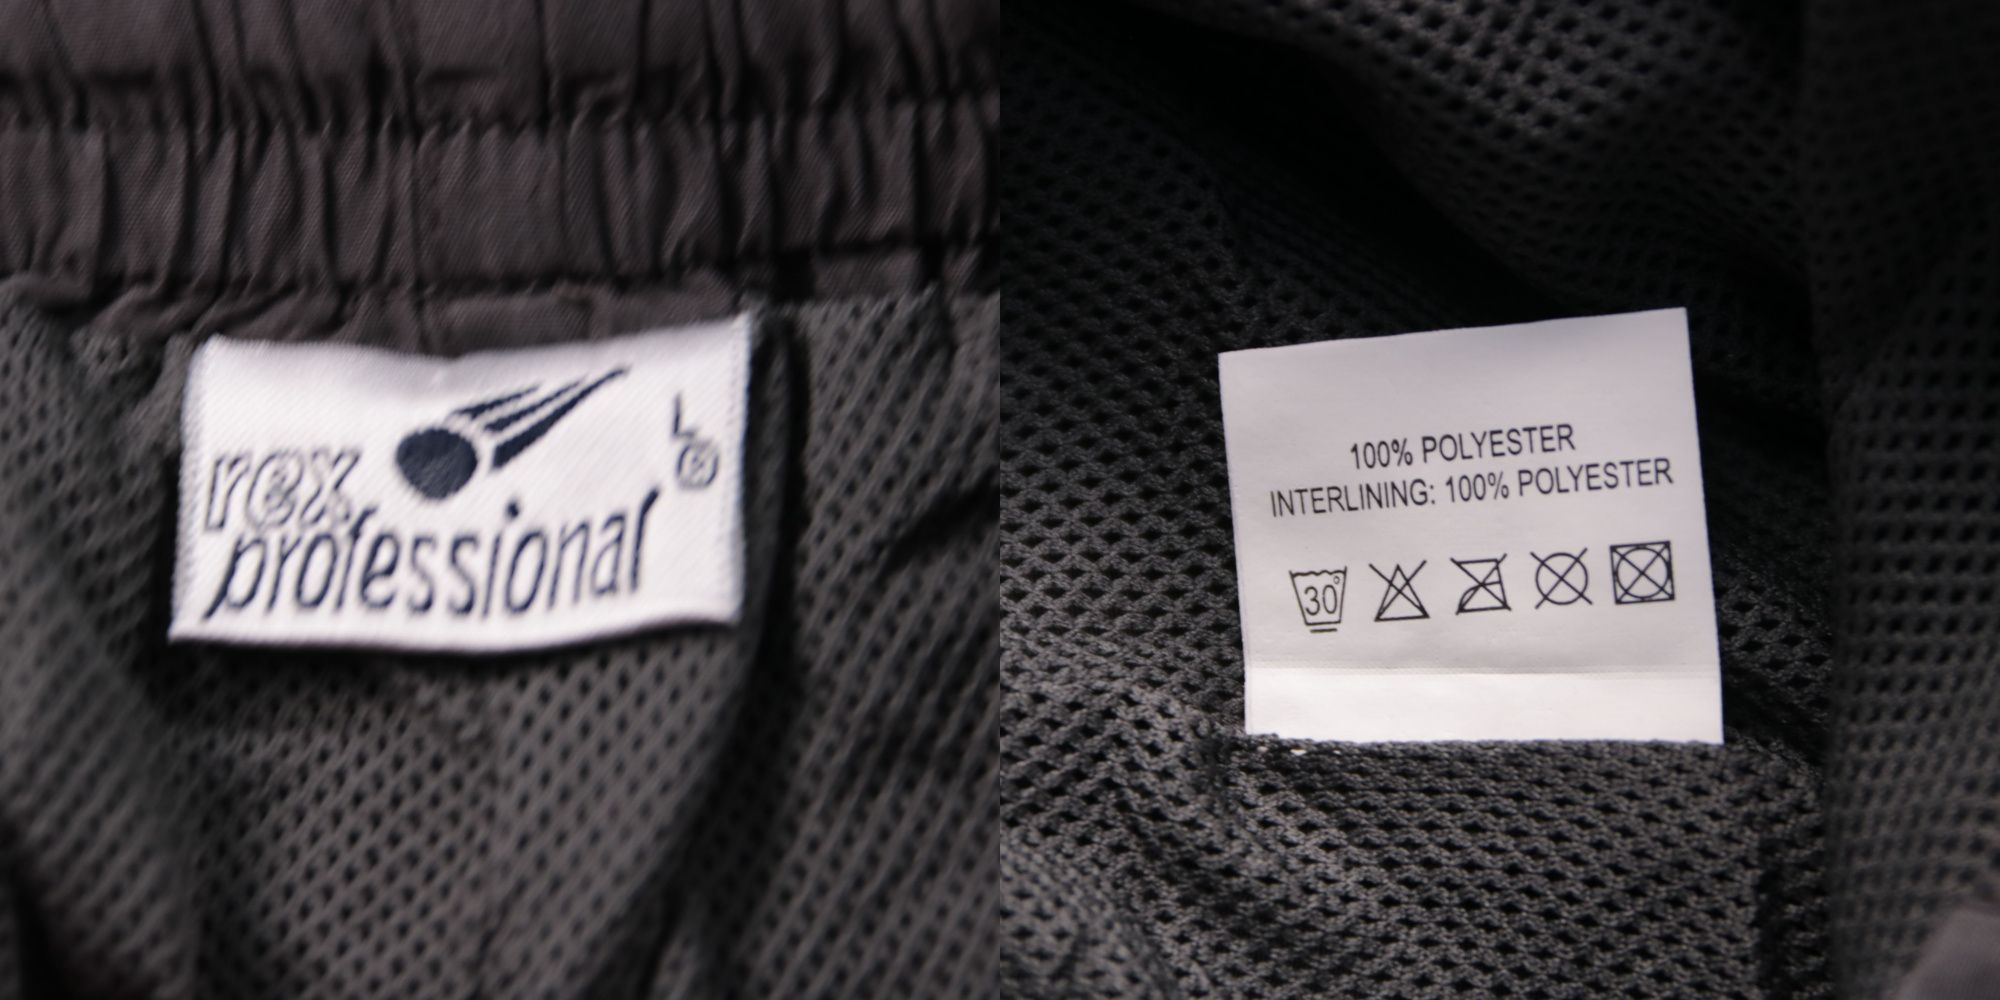 rex
professional
L
®
100% POLYESTER
INTERLINING: 100% POLYESTER
30°